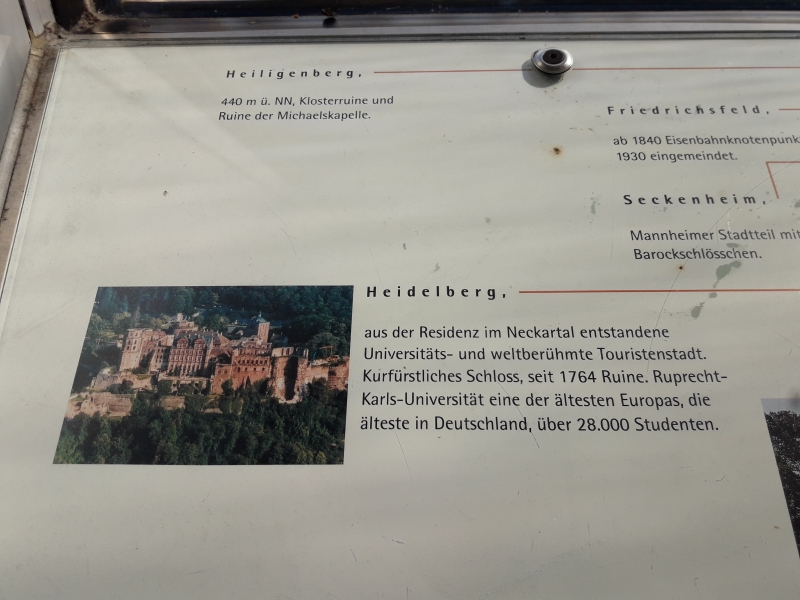 Heiligenberg,
440 m ü. NN, Klosterruine und
Ruine der Michaelskapelle.
Friedrichsfeld,
ab 1840 Eisenbahnknotenpunk
1930 eingemeindet.
Seckenheim,
Mannheimer Stadtteil mit
Barockschlösschen.
Heidelberg,
aus der Residenz im Neckartal entstandene
Universitäts- und weltberühmte Touristenstadt.
Kurfürstliches Schloss, seit 1764 Ruine. Ruprecht-
Karls-Universität eine der ältesten Europas, die
älteste in Deutschland, über 28.000 Studenten.